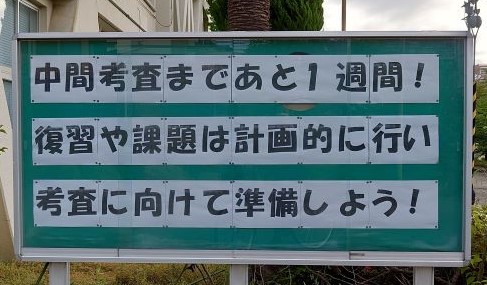 中間考査まであと1週間！
復習や課題は計画的に行い
考査に向けて準備しよう！